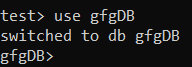 test> use gfgDB
switched to db gfgDB
gfgDB>